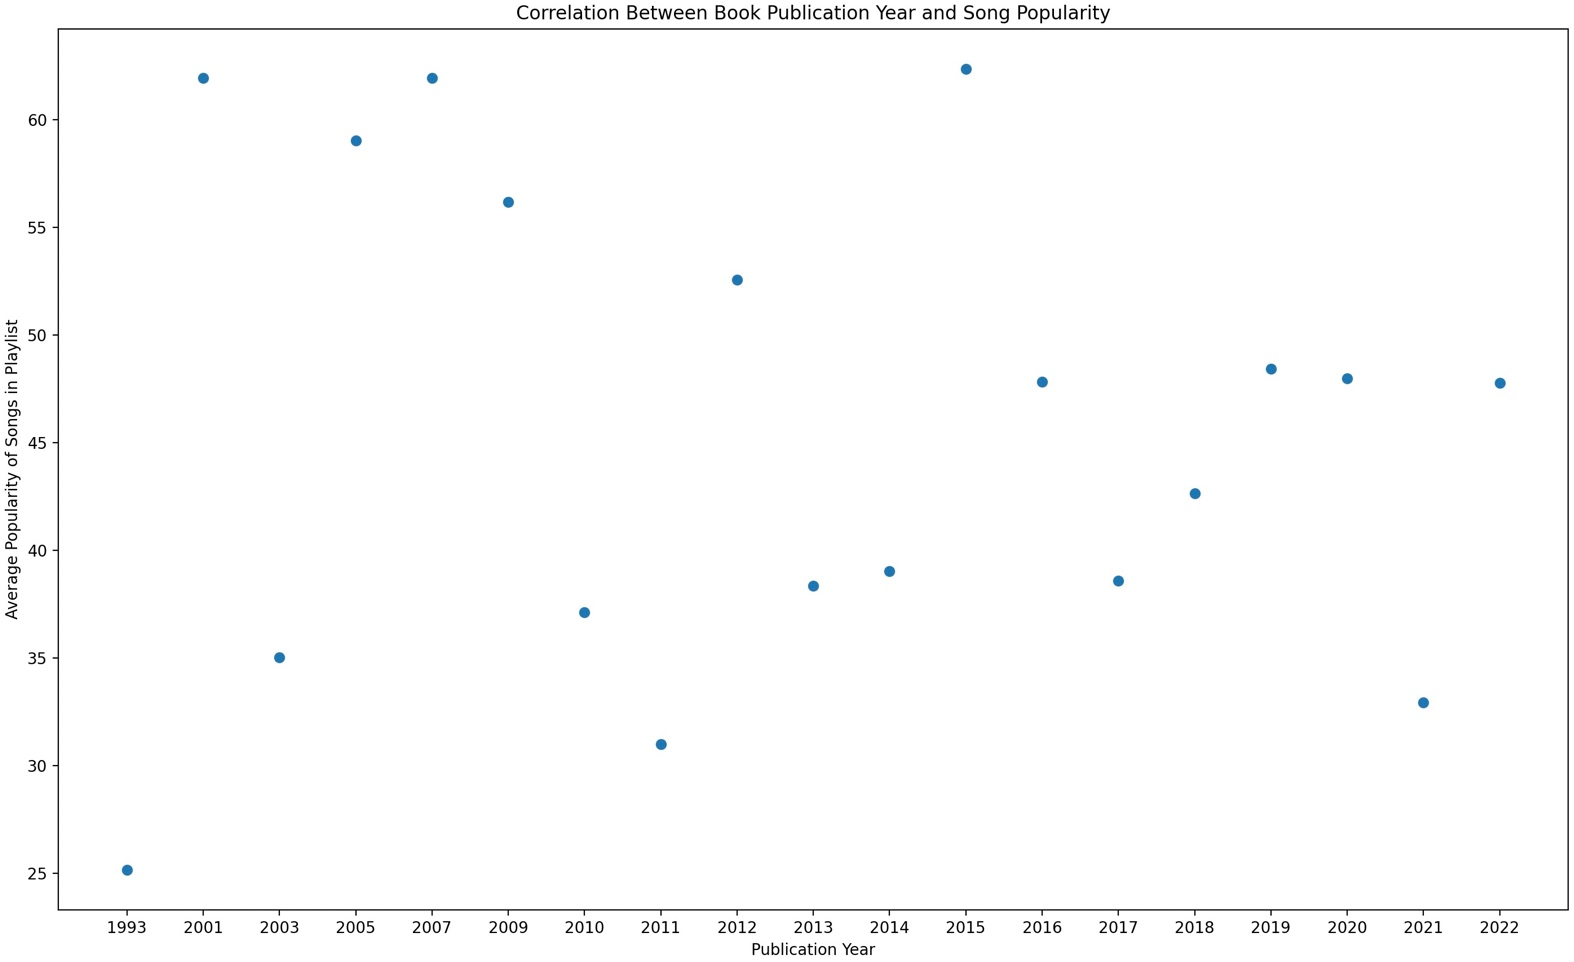 Correlation Between Book Publication Year and Song Popularity
Average Popularity of Songs in Playlist
60
55
50
45
40
35
30
25
1993 2001 2003 2005 2007 2009 2010 2011 2012 2013 2014 2015 2016 2017 2018 2019 2020 2021 2022
Publication Year